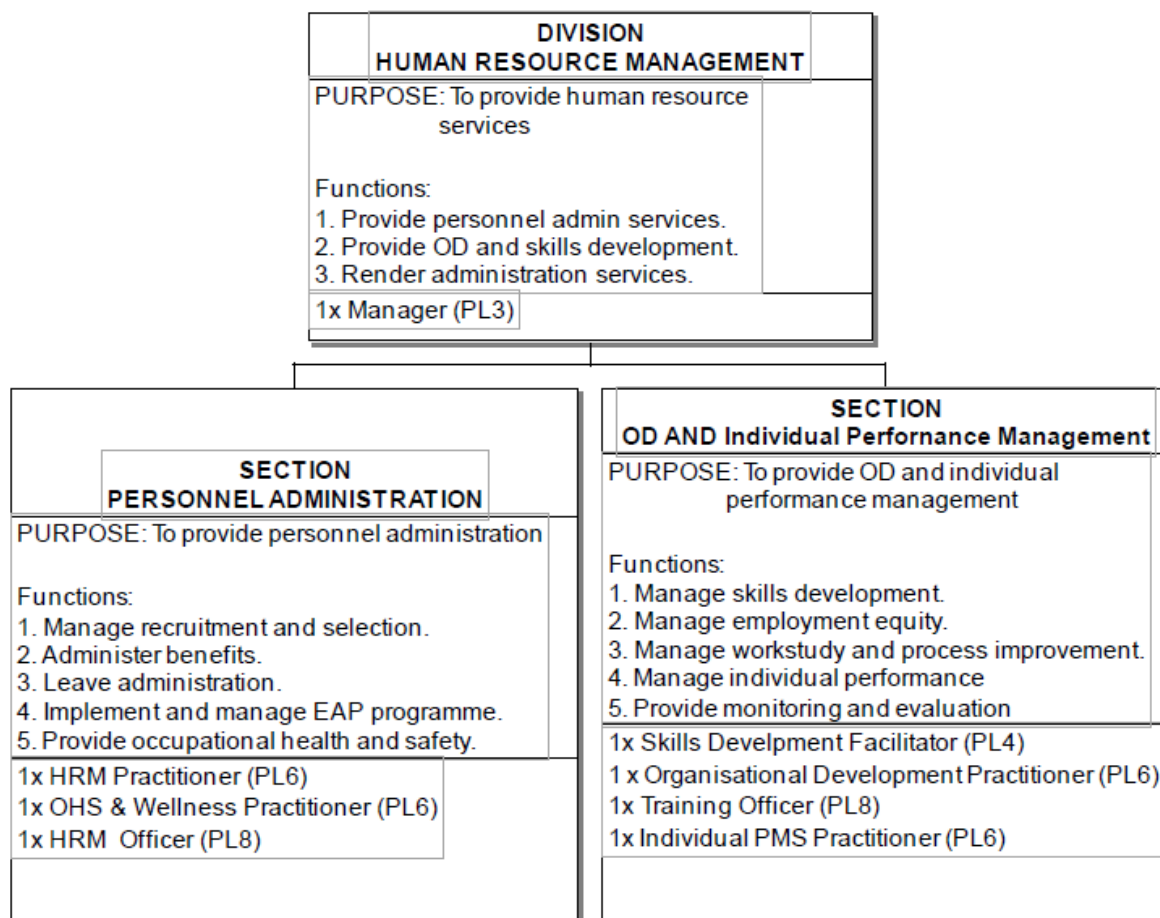 DIVISION
HUMAN RESOURCE MANAGEMENT
PURPOSE: To provide human resource
services
Functions:
1. Provide personnel admin services.
2. Provide OD and skills development.
3. Render administration services.
1x Manager (PL3)
SECTION
PERSONNEL ADMINISTRATION
PURPOSE: To provide personnel administration
Functions:
1. Manage recruitment and selection.
2. Administer benefits.
3. Leave administration.
4. Implement and manage EAP programme.
5. Provide occupational health and safety.
1x HRM Practitioner (PL6)
1x OHS & Wellness Practitioner (PL6)
1x HRM Officer (PL8)
SECTION
OD AND Individual Perfornance Management
PURPOSE: To provide OD and individual
performance management
Functions:
1. Manage skills development.
2. Manage employment equity.
3. Manage workstudy and process improvement.
4. Manage individual performance
5. Provide monitoring and evaluation
1x Skills Develpment Facilitator (PL4)
1 x Organisational Development Practitioner (PL6)
1x Training Officer (PL8)
1x Individual PMS Practitioner (PL6)